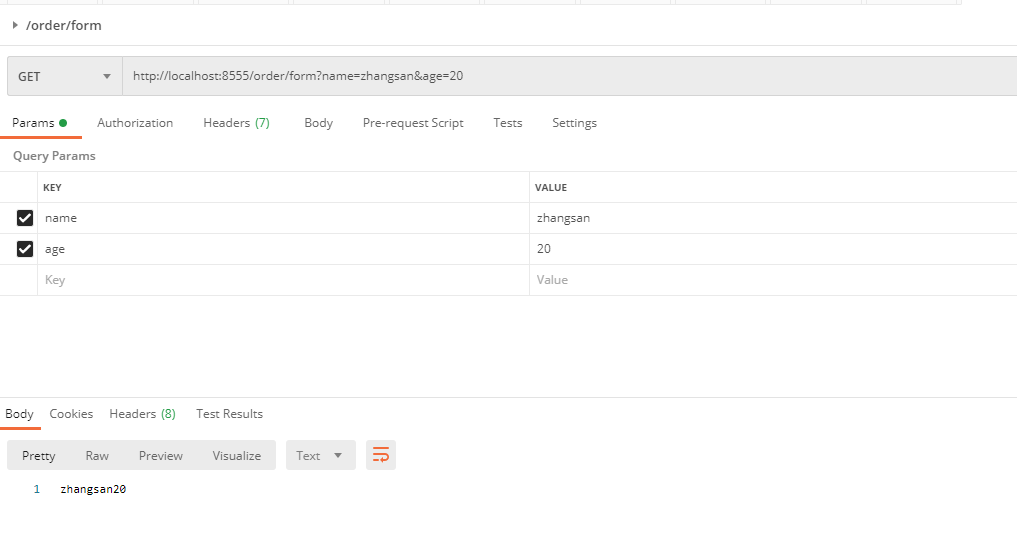 /order/form
GET http://localhost:8555/order/form?name=zhangsan&age=20
Params Authorization Headers (7) Body Pre-request Script Tests Settings
Query Params
KEY VALUE
name zhangsan
age 20
Key Value
Body Cookies Headers (8) Test Results
Pretty Raw Preview Visualize Text
1 zhangsan20